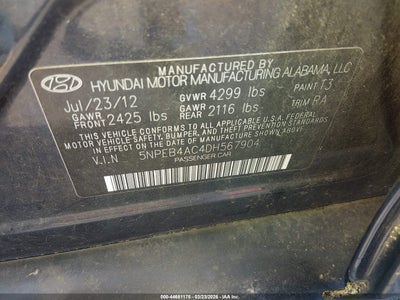 MANUFACTURED BY
HYUNDAI MOTOR MANUFACTURING ALABAMA, LLC
Jul/23/12 GVWR 4299 lbs PAINT T3
GAWR FRONT 2425 lbs GAWR REAR 2116 lbs TRIM RA
THIS VEHICLE CONFORMS TO ALL APPLICABLE U.S.A. FEDERAL
MOTOR VEHICLE SAFETY, BUMPER, AND THEFT PREVENTION STANDARDS
IN EFFECT ON THE DATE OF MANUFACTURE SHOWN ABOVE.
V.I.N 5NPEB4AC4DH567904
PASSENGER CAR
500-44681175 - 03/23/2026 - IAA Inc.